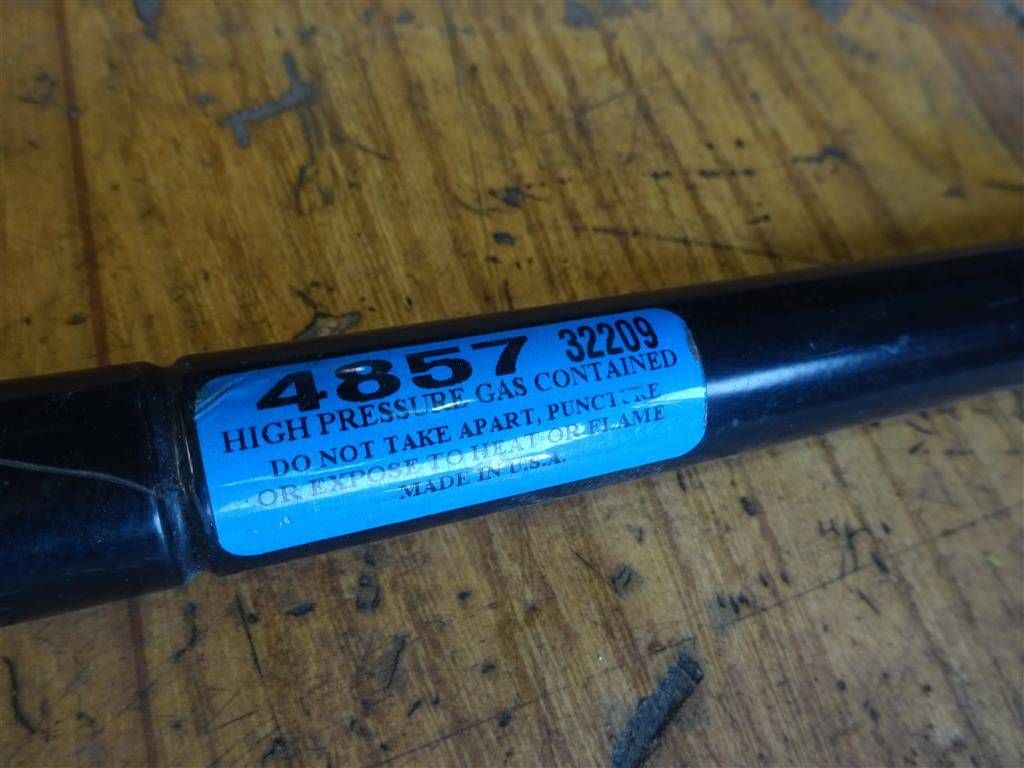 4857 32209
HIGH PRESSURE GAS CONTAINED
DO NOT TAKE APART, PUNCTURE
OR EXPOSE TO HEAT OR FLAME
MADE IN U.S.A.